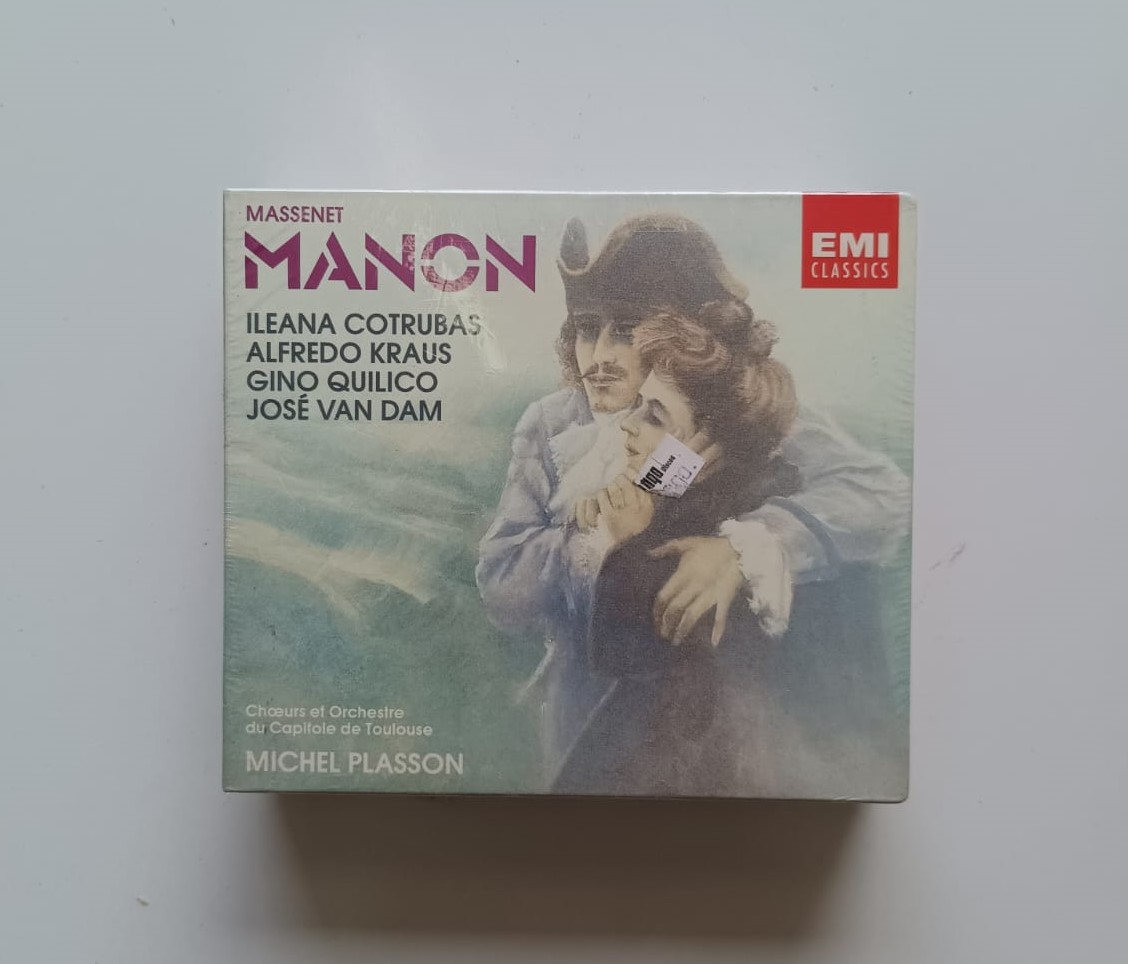 MASSENET
MANON
ILEANA COTRUBAS
ALFREDO KRAUS
GINO QUILICO
JOSÉ VAN DAM
EMI
CLASSICS
Chœurs et Orchestre
du Capitole de Toulouse
MICHEL PLASSON